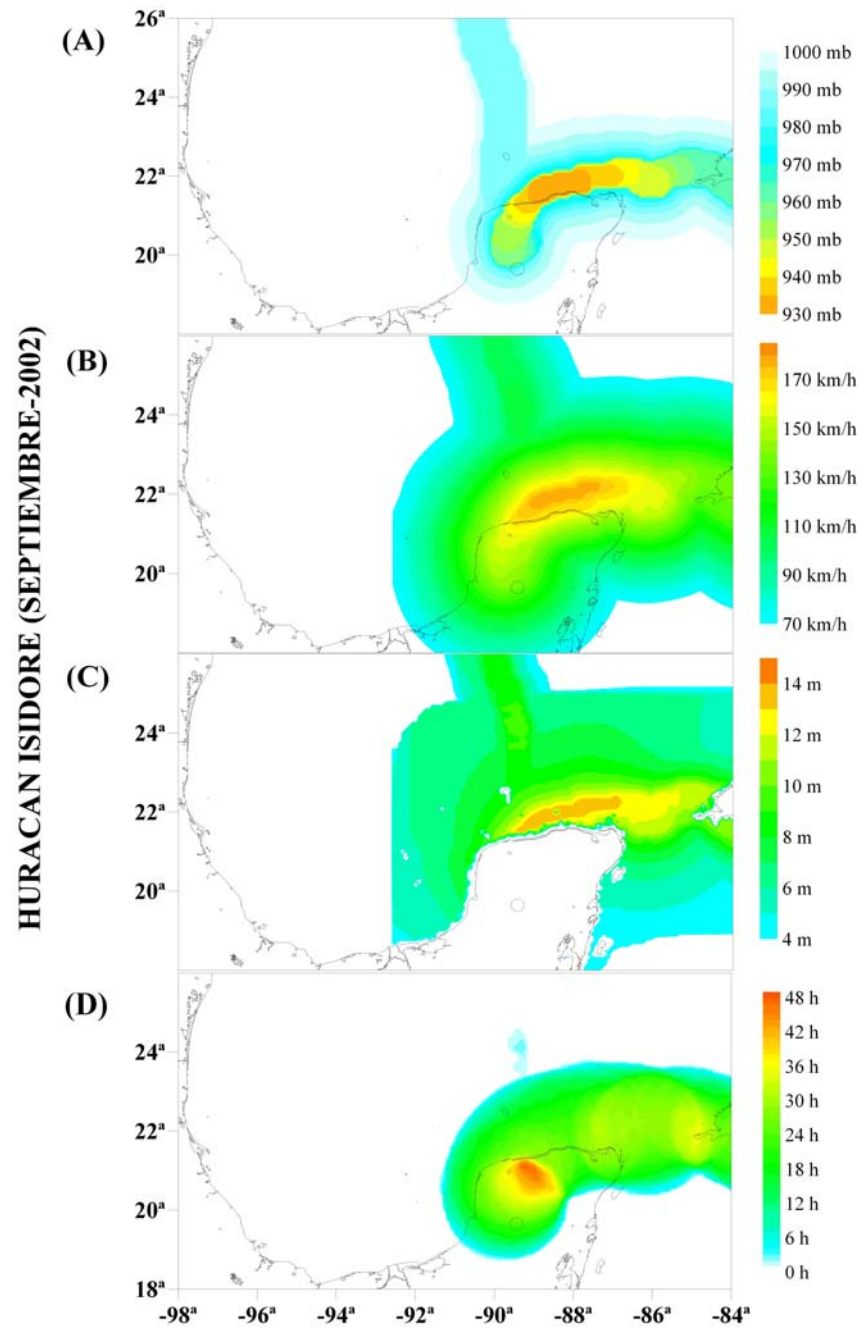 HURACAN ISIDORE (SEPTIEMBRE-2002)
(A)
26ª
24ª
22ª
20ª
1000 mb
990 mb
980 mb
970 mb
960 mb
950 mb
940 mb
930 mb
(B)
24ª
22ª
20ª
170 km/h
150 km/h
130 km/h
110 km/h
90 km/h
70 km/h
(C)
24ª
22ª
20ª
14 m
12 m
10 m
8 m
6 m
4 m
(D)
24ª
22ª
20ª
18ª
48 h
42 h
36 h
30 h
24 h
18 h
12 h
6 h
0 h
-98ª -96ª -94ª -92ª -90ª -88ª -86ª -84ª